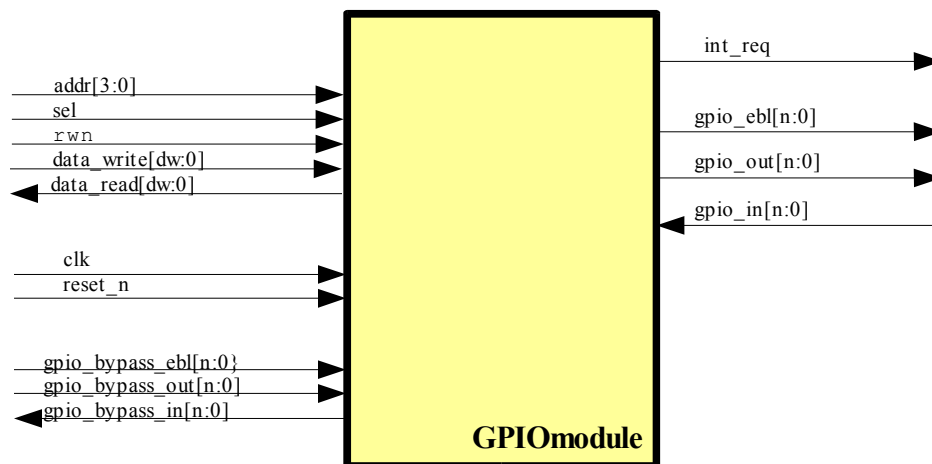 addr[3:0]
sel
rwn
data_write[dw:0]
data_read[dw:0]
clk
reset_n
gpio_bypass_ebl[n:0}
gpio_bypass_out[n:0]
gpio_bypass_in[n:0]
int_req
gpio_ebl[n:0]
gpio_out[n:0]
gpio_in[n:0]
GPIOmodule